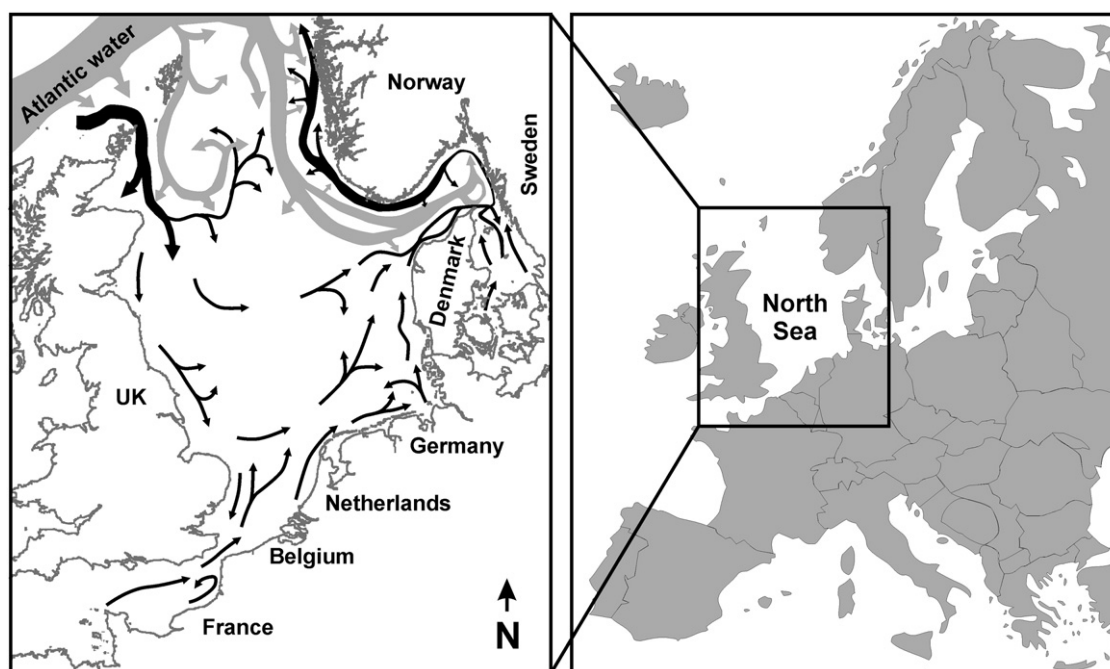 Atlantic water
Norway
Sweden
Denmark
UK
Germany
Netherlands
Belgium
France
N
North
Sea